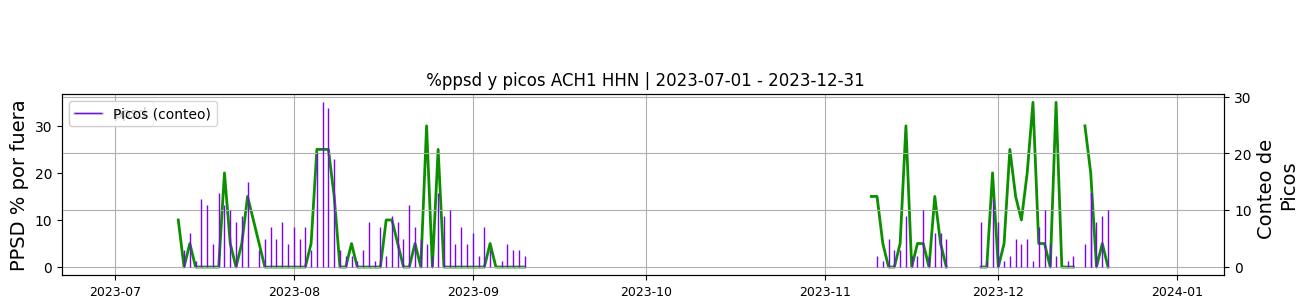 %ppsd y picos ACH1 HHN | 2023-07-01 - 2023-12-31
PPSD % por fuera
30
20
10
0
Picos (conteo)
30
20
10
0
Conteo de
Picos
2023-07 2023-08 2023-09 2023-10 2023-11 2023-12 2024-01